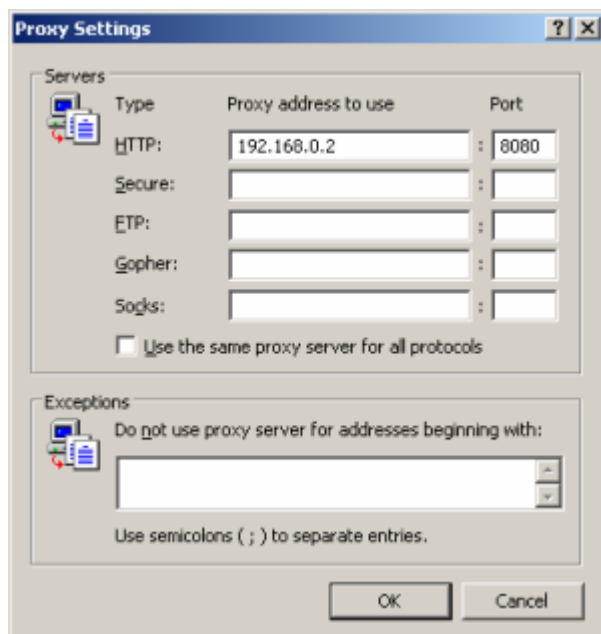 Proxy Settings
Servers
Type Proxy address to use Port
HTTP: 192.168.0.2 : 8080
Secure: :
FTP: :
Gopher: :
Socks: :
Use the same proxy server for all protocols
Exceptions
Do not use proxy server for addresses beginning with:
Use semicolons ( ; ) to separate entries.
OK Cancel